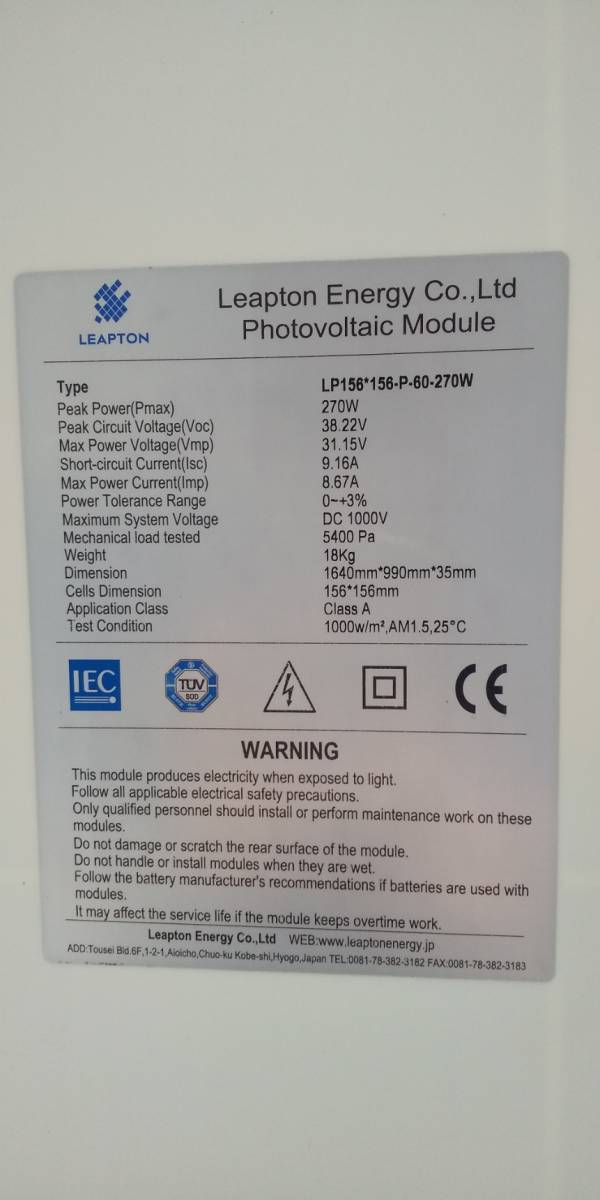 LEAPTON
Leapton Energy Co.,Ltd
Photovoltaic Module
Type LP156*156-P-60-270W
Peak Power(Pmax) 270W
Peak Circuit Voltage(Voc) 38.22V
Max Power Voltage(Vmp) 31.15V
Short-circuit Current(Isc) 9.16A
Max Power Current(Imp) 8.67A
Power Tolerance Range 0~+3%
Maximum System Voltage DC 1000V
Mechanical load tested 5400 Pa
Weight 18Kg
Dimension 1640mm*990mm*35mm
Cells Dimension 156*156mm
Application Class Class A
Test Condition 1000w/m²,AM1.5,25°C
IEC
TÜV
SÜD
CE
WARNING
This module produces electricity when exposed to light.
Follow all applicable electrical safety precautions.
Only qualified personnel should install or perform maintenance work on these
modules.
Do not damage or scratch the rear surface of the module.
Do not handle or install modules when they are wet.
Follow the battery manufacturer's recommendations if batteries are used with
modules.
It may affect the service life if the module keeps overtime work.
Leapton Energy Co.,Ltd WEB:www.leaptonenergy.jp
ADD:Tousei Bld.6F,1-2-1,Aioicho,Chuo-ku Kobe-shi,Hyogo,Japan TEL:0081-78-382-3182 FAX:0081-78-382-3183